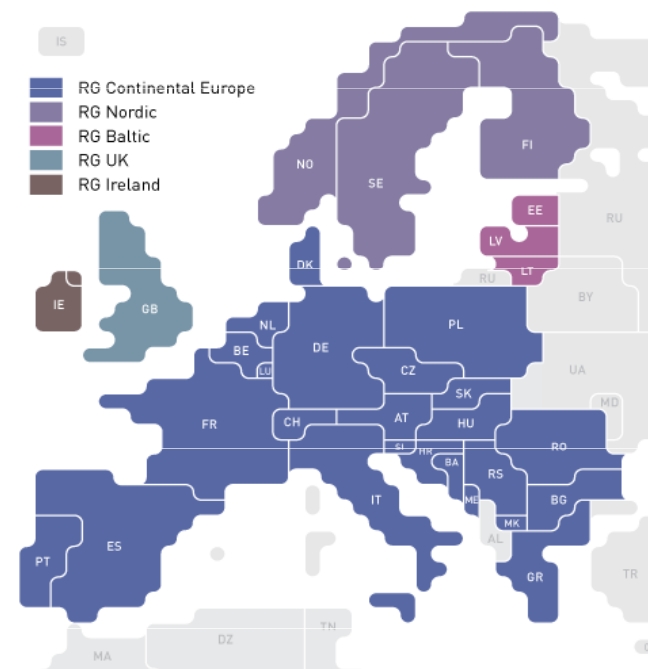 IS
RG Continental Europe
RG Nordic
RG Baltic
RG UK
RG Ireland
NO
SE
FI
RU
EE
LV
LT
DK
RU
BY
IE
GB
NL
BE
LU
DE
PL
CZ
SK
UA
MD
FR
CH
AT
HU
SI
HR
BA
RS
RO
ME
MK
BG
AL
IT
PT
ES
GR
TR
TN
DZ
MA